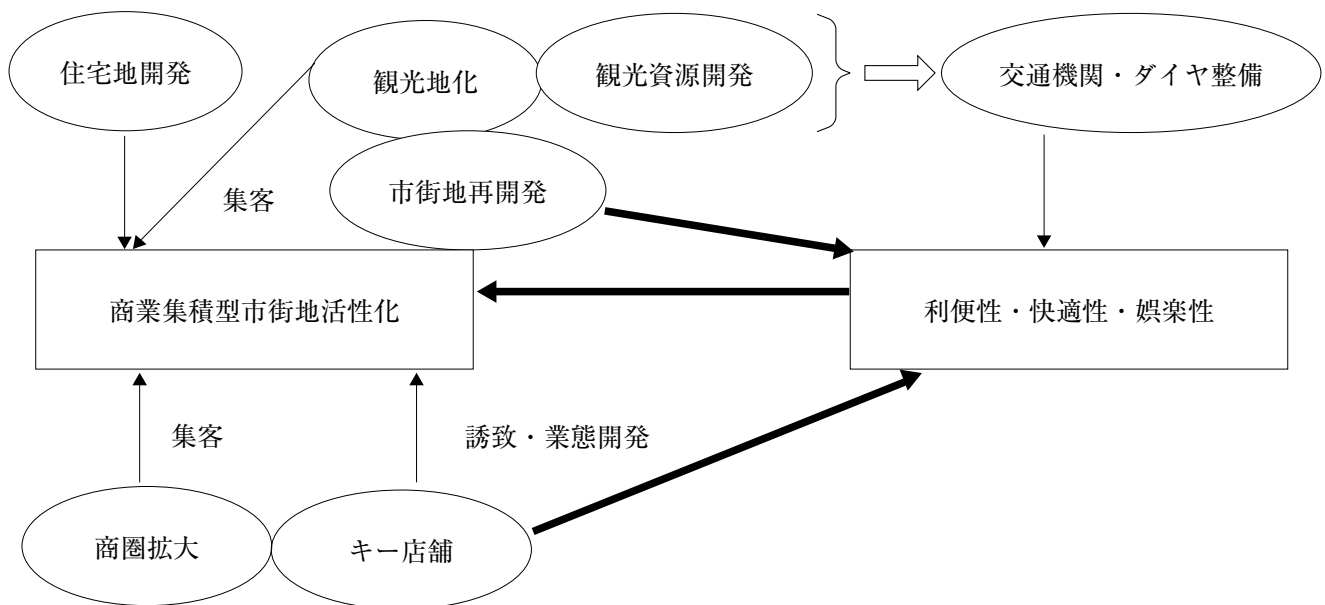 住宅地開発
観光地化
観光資源開発
交通機関・ダイヤ整備
集客
市街地再開発
商業集積型市街地活性化
利便性・快適性・娯楽性
集客
誘致・業態開発
商圏拡大
キー店舗